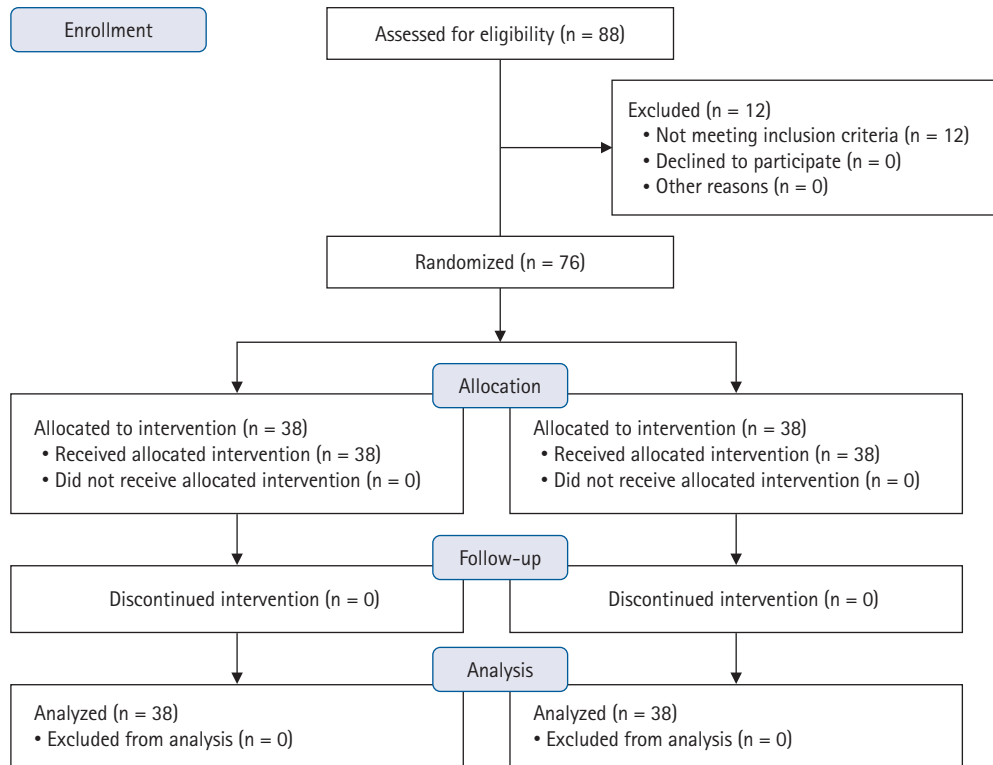 Enrollment
Assessed for eligibility (n = 88)
Excluded (n = 12)
• Not meeting inclusion criteria (n = 12)
• Declined to participate (n = 0)
• Other reasons (n = 0)
Randomized (n = 76)
Allocation
Allocated to intervention (n = 38)
• Received allocated intervention (n = 38)
• Did not receive allocated intervention (n = 0)
Allocated to intervention (n = 38)
• Received allocated intervention (n = 38)
• Did not receive allocated intervention (n = 0)
Follow-up
Discontinued intervention (n = 0)
Discontinued intervention (n = 0)
Analysis
Analyzed (n = 38)
• Excluded from analysis (n = 0)
Analyzed (n = 38)
• Excluded from analysis (n = 0)